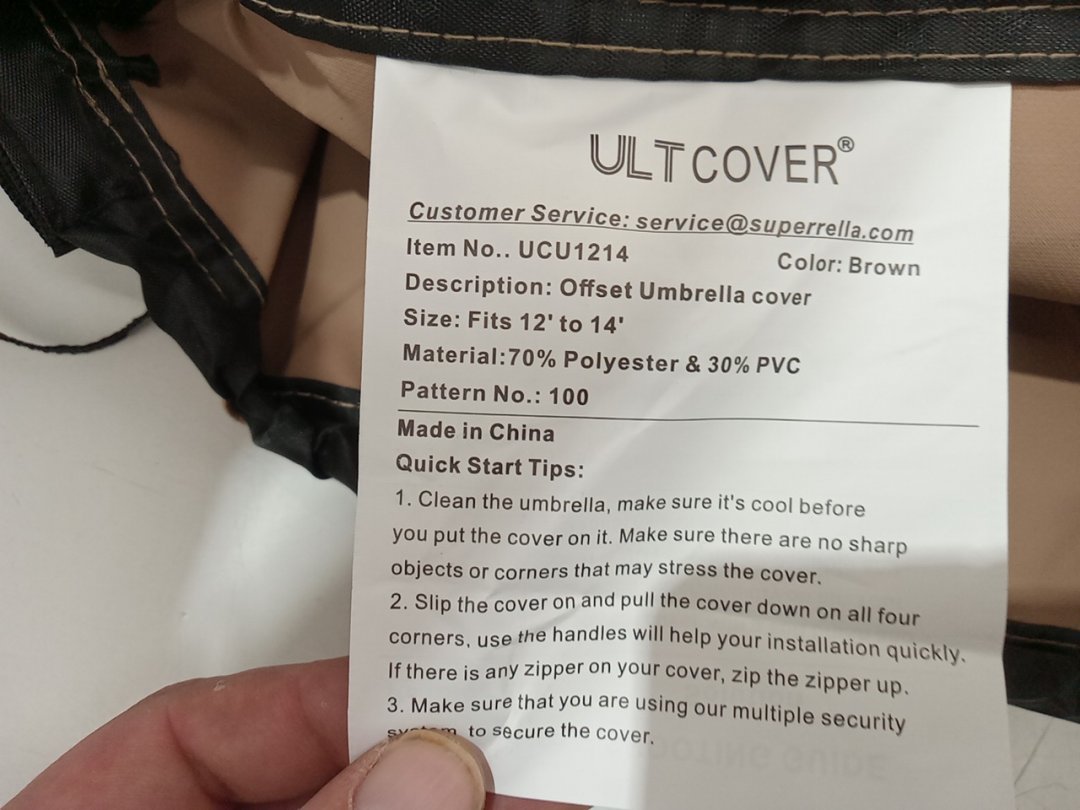 ULTCOVER®
Customer Service: service@superrella.com
Item No.. UCU1214 Color: Brown
Description: Offset Umbrella cover
Size: Fits 12' to 14'
Material:70% Polyester & 30% PVC
Pattern No.: 100
Made in China
Quick Start Tips:
1. Clean the umbrella, make sure it's cool before
you put the cover on it. Make sure there are no sharp
objects or corners that may stress the cover.
2. Slip the cover on and pull the cover down on all four
corners, use the handles will help your installation quickly.
If there is any zipper on your cover, zip the zipper up.
3. Make sure that you are using our multiple security
system to secure the cover.